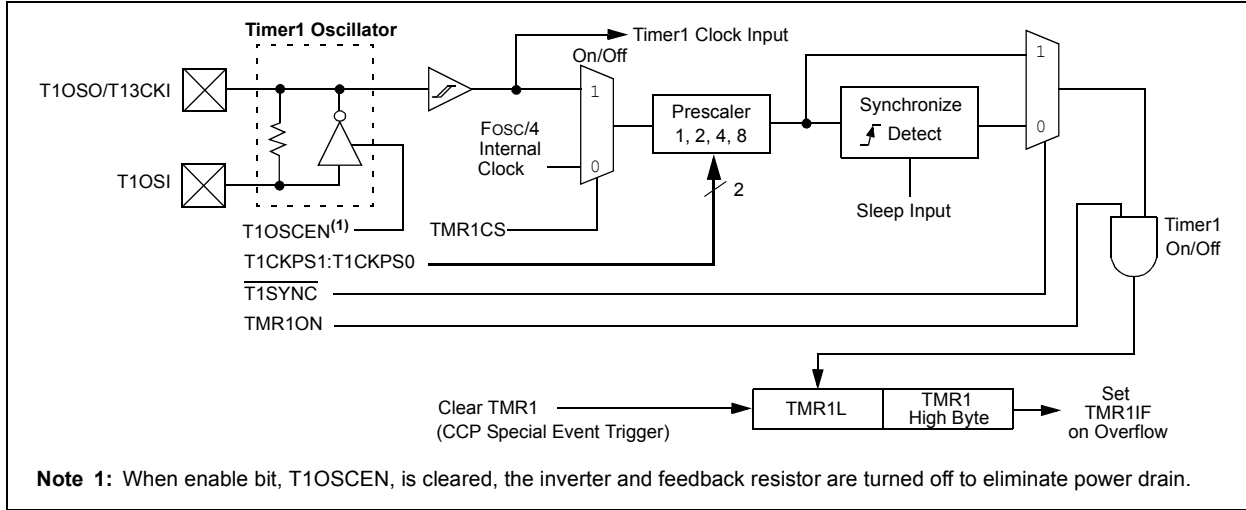 Timer1 Oscillator
Timer1 Clock Input
On/Off
T1OSO/T13CKI
1
1
Prescaler
1, 2, 4, 8
Synchronize
Detect
FOSC/4
Internal
Clock
0
0
T1OSI
2
Sleep Input
T1OSCEN(1)
TMR1CS
Timer1
On/Off
T1CKPS1:T1CKPS0
T1SYNC
TMR1ON
Clear TMR1
(CCP Special Event Trigger)
TMR1L
TMR1
High Byte
Set
TMR1IF
on Overflow
Note 1: When enable bit, T1OSCEN, is cleared, the inverter and feedback resistor are turned off to eliminate power drain.